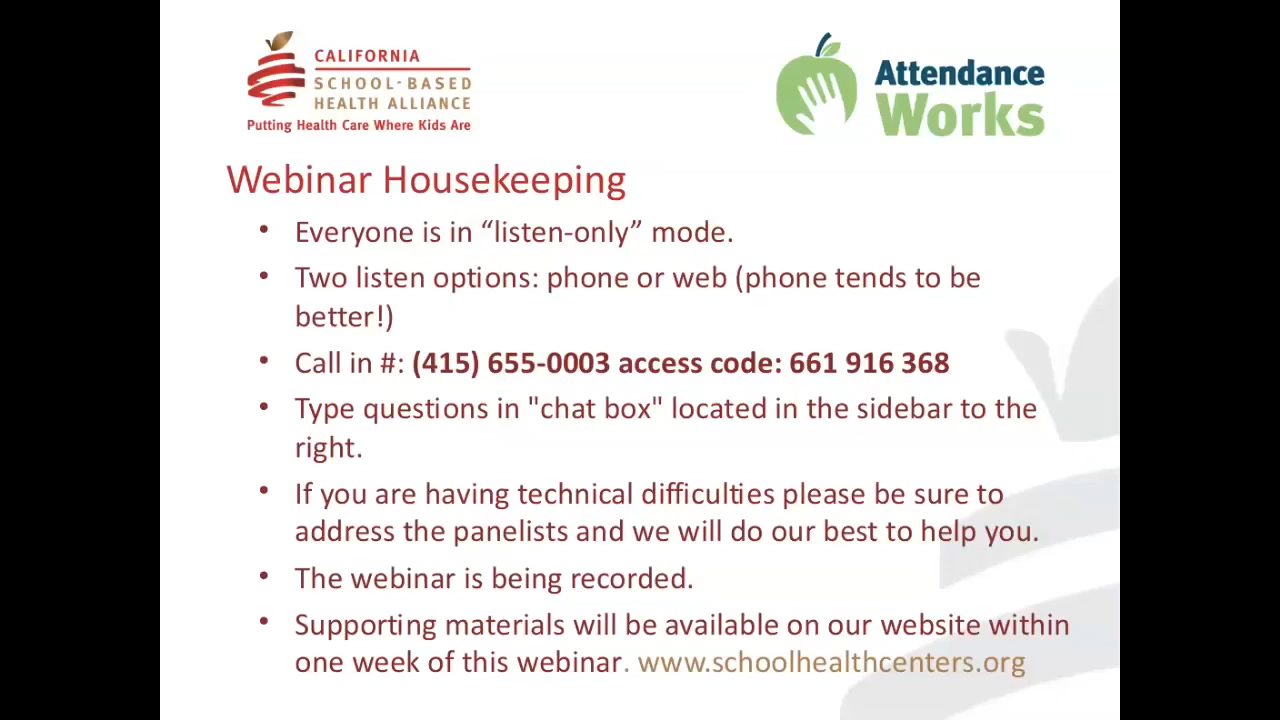 CALIFORNIA
SCHOOL-BASED
HEALTH ALLIANCE
Putting Health Care Where Kids Are
Attendance
Works
Webinar Housekeeping
• Everyone is in “listen-only” mode.
• Two listen options: phone or web (phone tends to be
better!)
• Call in #: (415) 655-0003 access code: 661 916 368
• Type questions in "chat box" located in the sidebar to the
right.
• If you are having technical difficulties please be sure to
address the panelists and we will do our best to help you.
• The webinar is being recorded.
• Supporting materials will be available on our website within
one week of this webinar. www.schoolhealthcenters.org